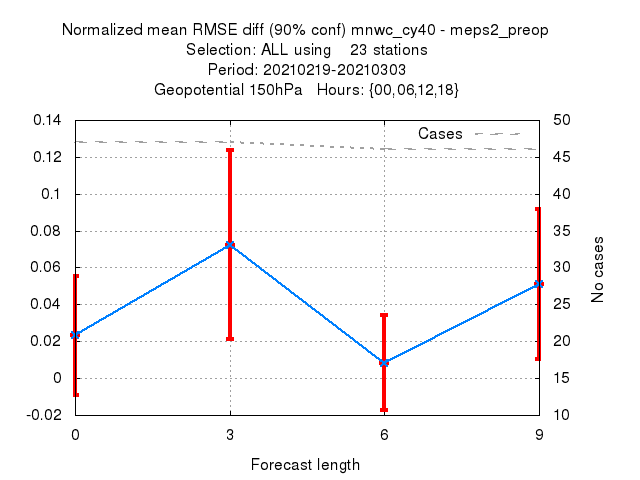 Normalized mean RMSE diff (90% conf) mnwc_cy40 - meps2_preop
Selection: ALL using    23 stations
Period: 20210219-20210303
Geopotential 150hPa   Hours: {00,06,12,18}
Cases
0.14
0.12
0.1
0.08
0.06
0.04
0.02
0
-0.02
50
45
40
35
30
25
20
15
10
No cases
0 3 6 9
Forecast length